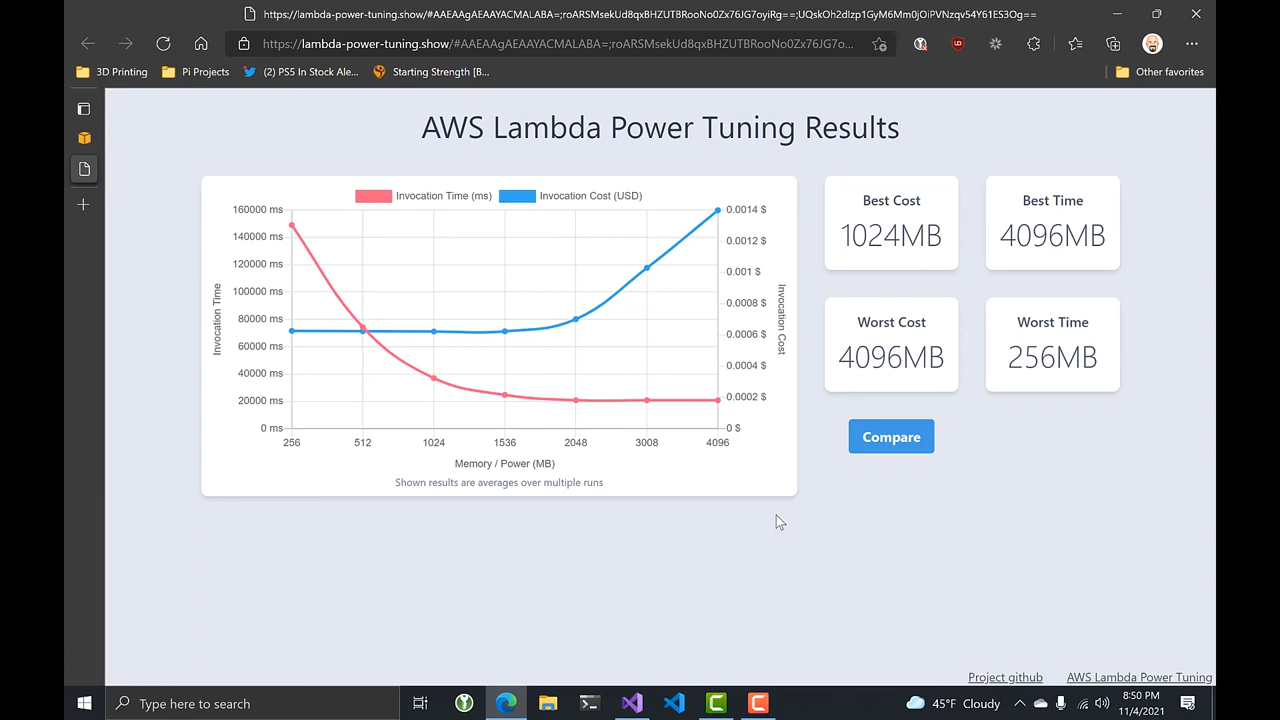 https://lambda-power-tuning.show/#AAEAAgAEAAYACMALABA=;roARSMsekUd8qxBHZUTBRooNo0Zx76JG7oyiRg==;UQskOh2dIzp1GyM6Mm0jOiPVNzqv54Y61ES3Og==
https://lambda-power-tuning.show/#AAEAAgAEAAYACMALABA=;roARSMsekUd8qxBHZUTBRooNo0Zx76JG7o...
3D Printing
Pi Projects
(2) PS5 In Stock Ale...
Starting Strength [B...
Other favorites
AWS Lambda Power Tuning Results
Invocation Time (ms)
Invocation Cost (USD)
160000 ms
140000 ms
120000 ms
100000 ms
80000 ms
60000 ms
40000 ms
20000 ms
0 ms
Invocation Time
0.0014 $
0.0012 $
0.001 $
0.0008 $
0.0006 $
0.0004 $
0.0002 $
0 $
Invocation Cost
256
512
1024
1536
2048
3008
4096
Memory / Power (MB)
Shown results are averages over multiple runs
Best Cost
1024MB
Best Time
4096MB
Worst Cost
4096MB
Worst Time
256MB
Compare
Project github
AWS Lambda Power Tuning
Type here to search
45°F Cloudy
8:50 PM
11/4/2021